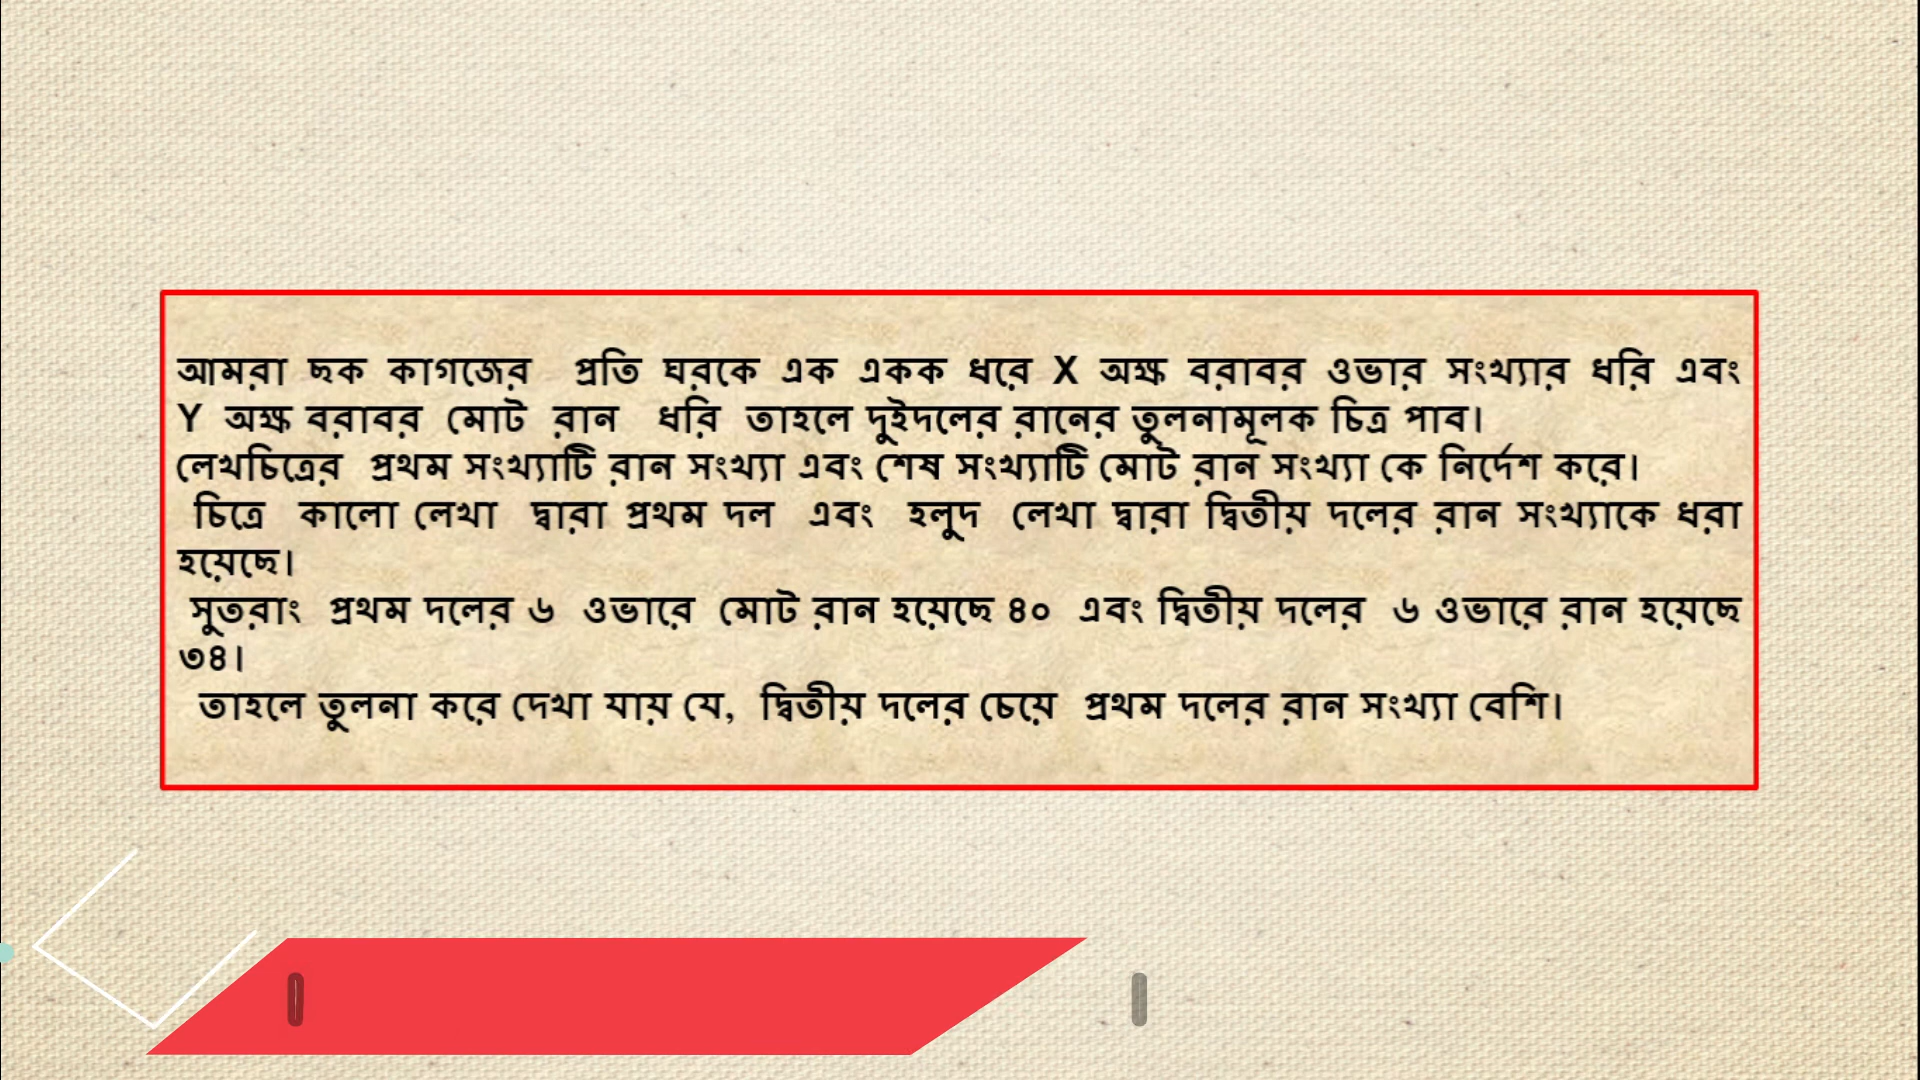 আমরা ছক কাগজের প্রতি ঘরকে এক একক ধরে X অক্ষ বরাবর ওভার সংখ্যার ধরি এবং
Y অক্ষ বরাবর মোট রান ধরি তাহলে দুইদলের রানের তুলনামূলক চিত্র পাব।
লেখচিত্রের প্রথম সংখ্যাটি রান সংখ্যা এবং শেষ সংখ্যাটি মোট রান সংখ্যা কে নির্দেশ করে।
চিত্রে কালো লেখা দ্বারা প্রথম দল এবং হলুদ লেখা দ্বারা দ্বিতীয় দলের রান সংখ্যাকে ধরা
হয়েছে।
সুতরাং প্রথম দলের ৬ ওভারে মোট রান হয়েছে ৪০ এবং দ্বিতীয় দলের ৬ ওভারে রান হয়েছে
৩৪।
তাহলে তুলনা করে দেখা যায় যে, দ্বিতীয় দলের চেয়ে প্রথম দলের রান সংখ্যা বেশি।